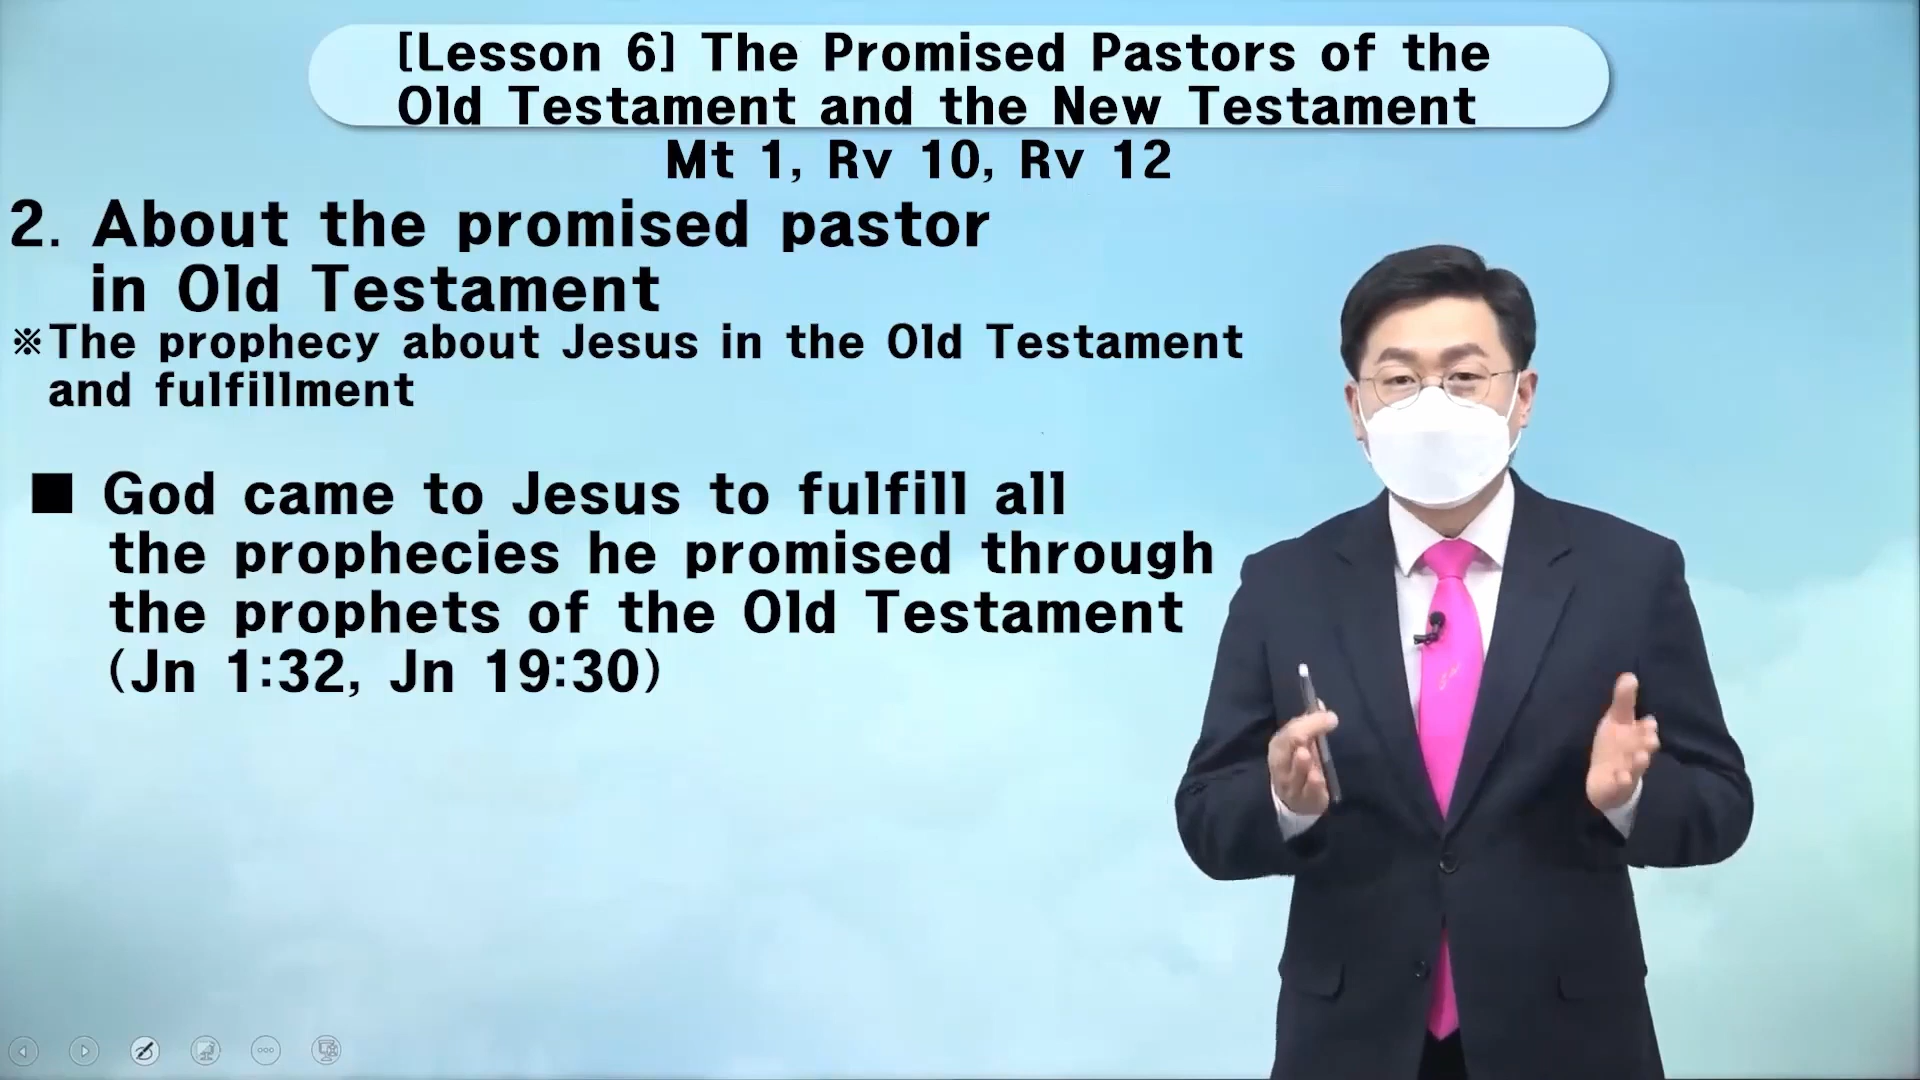 [Lesson 6] The Promised Pastors of the
Old Testament and the New Testament
Mt 1, Rv 10, Rv 12
2. About the promised pastor
in Old Testament
※The prophecy about Jesus in the Old Testament
and fulfillment
■ God came to Jesus to fulfill all
the prophecies he promised through
the prophets of the Old Testament
(Jn 1:32, Jn 19:30)